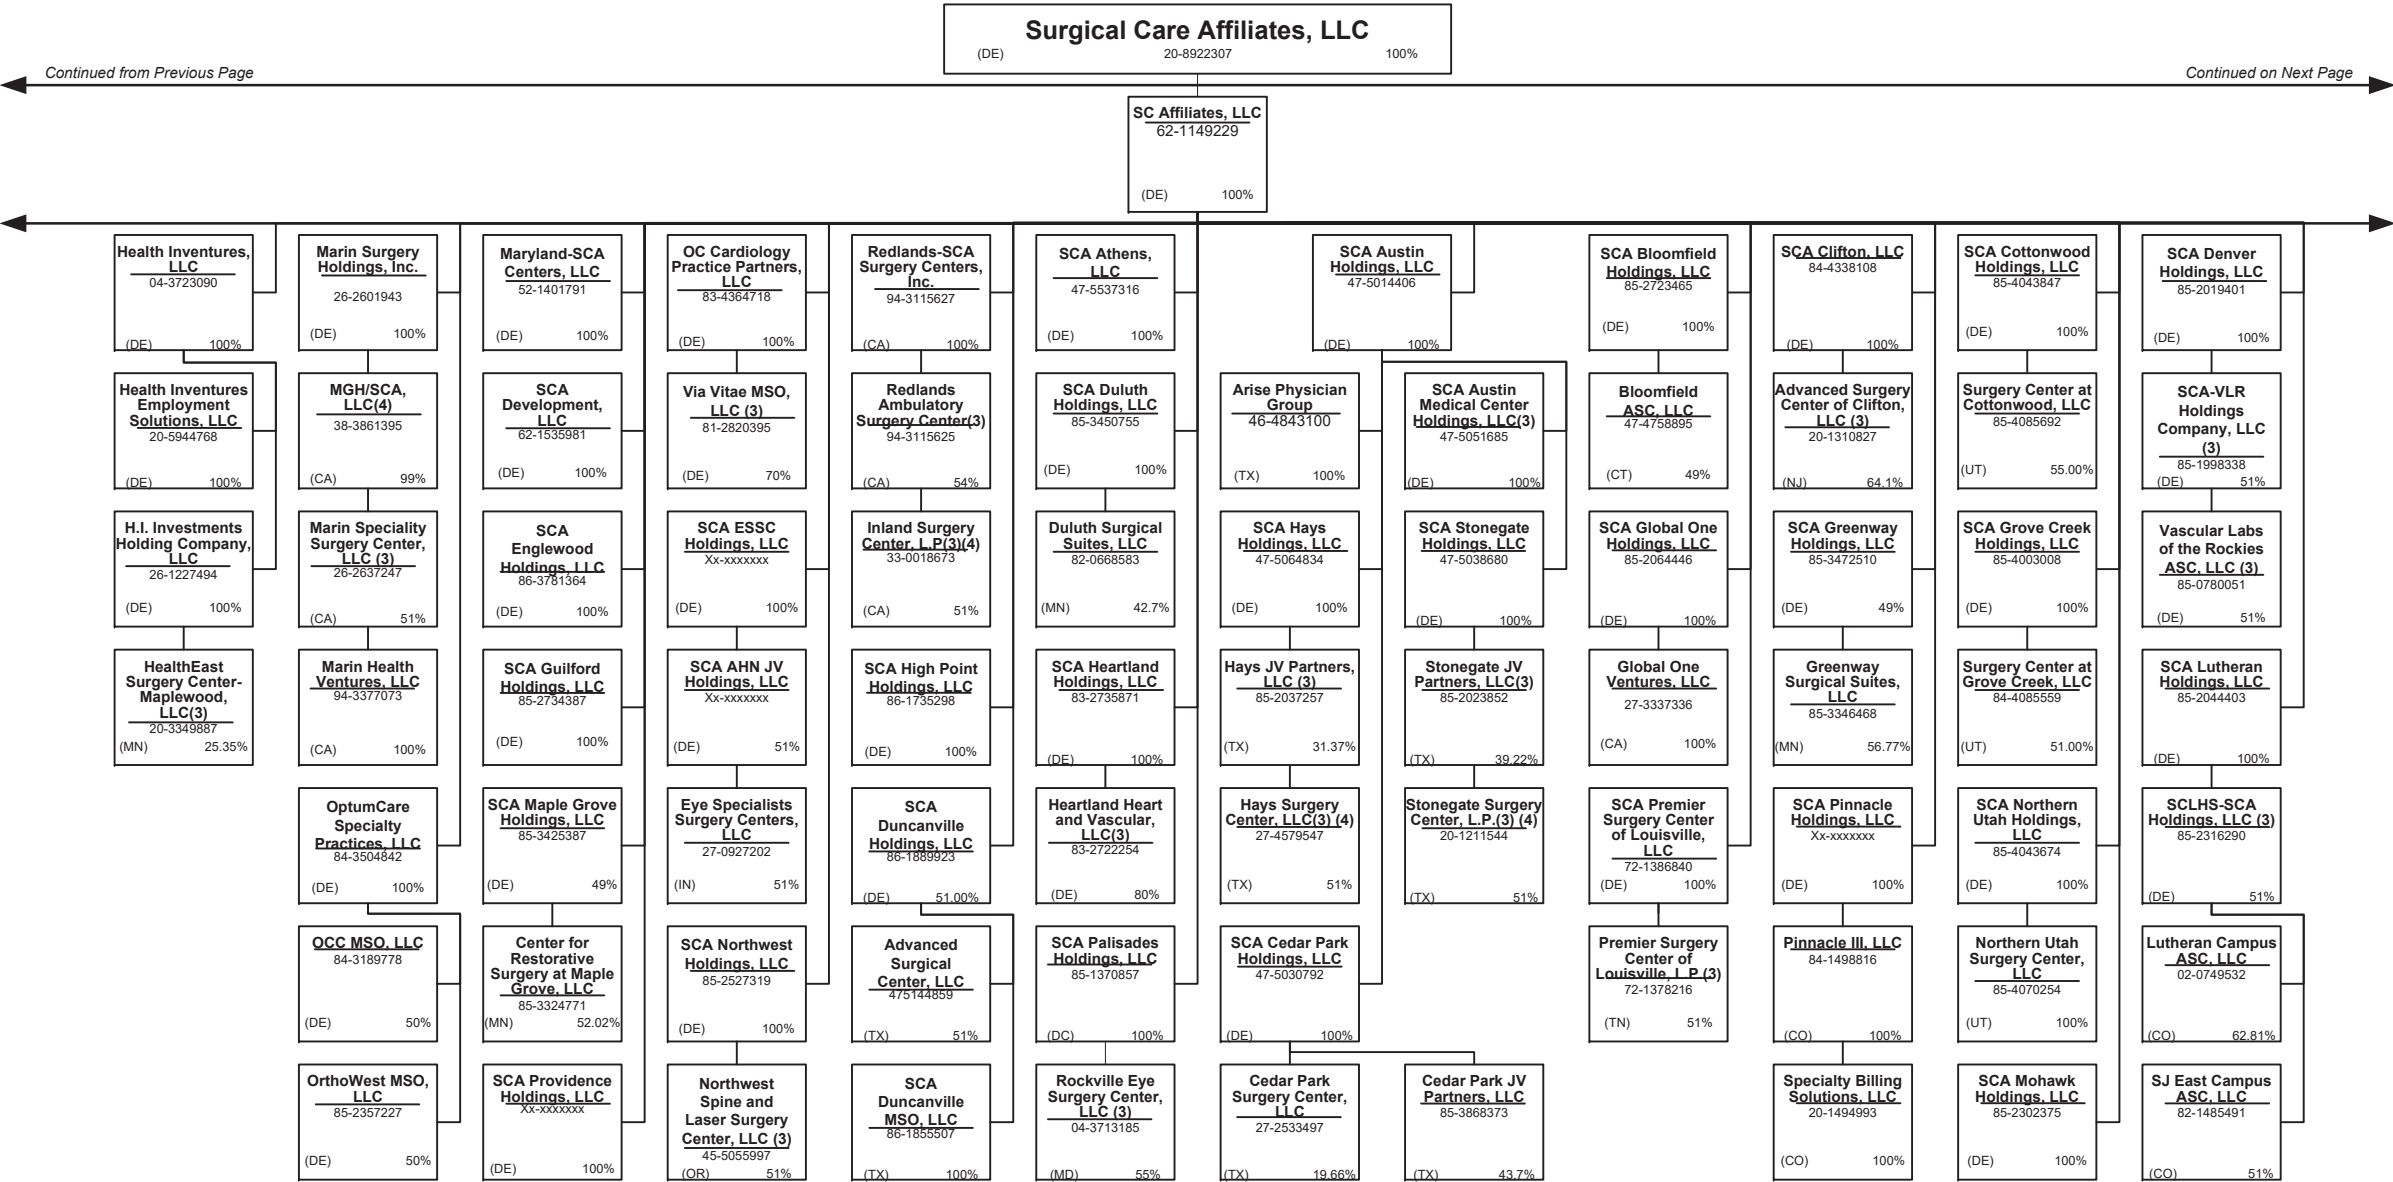 Surgical Care Affiliates, LLC
(DE) 20-8922307 100%
Continued from Previous Page
Continued on Next Page
SC Affiliates, LLC
62-1149229
(DE) 100%
Health Inventures,
LLC
04-3723090
(DE) 100%
Marin Surgery
Holdings, Inc.
26-2601943
(DE) 100%
Maryland-SCA
Centers, LLC
52-1401791
(DE) 100%
OC Cardiology
Practice Partners,
LLC
83-4364718
(DE) 100%
Redlands-SCA
Surgery Centers,
Inc.
94-3115627
(CA) 100%
SCA Athens,
LLC
47-5537316
(DE) 100%
SCA Austin
Holdings, LLC
47-5014406
(DE) 100%
SCA Bloomfield
Holdings, LLC
85-2723465
(DE) 100%
SCA Clifton, LLC
84-4338108
(DE) 100%
SCA Cottonwood
Holdings, LLC
85-4043847
(DE) 100%
SCA Denver
Holdings, LLC
85-2019401
(DE) 100%
Health Inventures
Employment
Solutions, LLC
20-5944768
(DE) 100%
MGH/SCA,
LLC(4)
38-3861395
(CA) 99%
SCA
Development,
LLC
62-1535981
(DE) 100%
Via Vitae MSO,
LLC (3)
81-2820395
(DE) 70%
Redlands
Ambulatory
Surgery Center(3)
94-3115625
(CA) 54%
SCA Duluth
Holdings, LLC
85-3450755
(DE) 100%
Arise Physician
Group
46-4843100
(TX) 100%
SCA Austin
Medical Center
Holdings, LLC(3)
47-5051685
(DE) 100%
Bloomfield
ASC, LLC
47-4758895
(CT) 49%
Advanced Surgery
Center of Clifton,
LLC (3)
20-1310827
(NJ) 64.1%
Surgery Center at
Cottonwood, LLC
85-4085692
(UT) 55.00%
SCA-VLR
Holdings
Company, LLC
(3)
85-1998338
(DE) 51%
H.I. Investments
Holding Company,
LLC
26-1227494
(DE) 100%
Marin Speciality
Surgery Center,
LLC (3)
26-2637247
(CA) 51%
SCA
Englewood
Holdings, LLC
86-3781364
(DE) 100%
SCA ESSC
Holdings, LLC
Xx-xxxxxxx
(DE) 100%
Inland Surgery
Center, L.P(3)(4)
33-0018673
(CA) 51%
Duluth Surgical
Suites, LLC
82-0668583
(MN) 42.7%
SCA Hays
Holdings, LLC
47-5064834
(DE) 100%
SCA Stonegate
Holdings, LLC
47-5038680
(DE) 100%
SCA Global One
Holdings, LLC
85-2064446
(DE) 100%
SCA Greenway
Holdings, LLC
85-3472510
(DE) 49%
SCA Grove Creek
Holdings, LLC
85-4003008
(DE) 100%
Vascular Labs
of the Rockies
ASC, LLC (3)
85-0780051
(DE) 51%
HealthEast
Surgery Center-
Maplewood,
LLC(3)
20-3349887
(MN) 25.35%
Marin Health
Ventures, LLC
94-3377073
(CA) 100%
SCA Guilford
Holdings, LLC
85-2734387
(DE) 100%
SCA AHN JV
Holdings, LLC
Xx-xxxxxxx
(DE) 51%
SCA High Point
Holdings, LLC
86-1735298
(DE) 100%
SCA Heartland
Holdings, LLC
83-2735871
(DE) 100%
Hays JV Partners,
LLC (3)
85-2037257
(TX) 31.37%
Stonegate JV
Partners, LLC(3)
85-2023852
(TX) 39.22%
Global One
Ventures, LLC
27-3337336
(CA) 100%
Greenway
Surgical Suites,
LLC
85-3346468
(MN) 56.77%
Surgery Center at
Grove Creek, LLC
84-4085559
(UT) 51.00%
SCA Lutheran
Holdings, LLC
85-2044403
(DE) 100%
OptumCare
Specialty
Practices, LLC
84-3504842
(DE) 100%
SCA Maple Grove
Holdings, LLC
85-3425387
(DE) 49%
Eye Specialists
Surgery Centers,
LLC
27-0927202
(IN) 51%
SCA
Duncanville
Holdings, LLC
86-1889923
(DE) 51.00%
Heartland Heart
and Vascular,
LLC(3)
83-2722254
(DE) 80%
Hays Surgery
Center, LLC(3) (4)
27-4579547
(TX) 51%
Stonegate Surgery
Center, L.P.(3) (4)
20-1211544
(TX) 51%
SCA Premier
Surgery Center
of Louisville,
LLC
72-1386840
(DE) 100%
SCA Pinnacle
Holdings, LLC
Xx-xxxxxxx
(DE) 100%
SCA Northern
Utah Holdings,
LLC
85-4043674
(DE) 100%
SCLHS-SCA
Holdings, LLC (3)
85-2316290
(DE) 51%
OCC MSO, LLC
84-3189778
(DE) 50%
Center for
Restorative
Surgery at Maple
Grove, LLC
85-3324771
(MN) 52.02%
SCA Northwest
Holdings, LLC
85-2527319
(DE) 100%
Advanced
Surgical
Center, LLC
475144859
(TX) 51%
SCA Palisades
Holdings, LLC
85-1370857
(DC) 100%
SCA Cedar Park
Holdings, LLC
47-5030792
(DE) 100%
Premier Surgery
Center of
Louisville, L.P.(3)
72-1378216
(TN) 51%
Pinnacle III, LLC
84-1498816
(CO) 100%
Northern Utah
Surgery Center,
LLC
85-4070254
(UT) 100%
Lutheran Campus
ASC, LLC
02-0749532
(CO) 62.81%
OrthoWest MSO,
LLC
85-2357227
(DE) 50%
SCA Providence
Holdings, LLC
Xx-xxxxxxx
(DE) 100%
Northwest
Spine and
Laser Surgery
Center, LLC (3)
45-5055997
(OR) 51%
SCA
Duncanville
MSO, LLC
86-1855507
(TX) 100%
Rockville Eye
Surgery Center,
LLC (3)
04-3713185
(MD) 55%
Cedar Park
Surgery Center,
LLC
27-2533497
(TX) 19.66%
Cedar Park JV
Partners, LLC
85-3868373
(TX) 43.7%
Specialty Billing
Solutions, LLC
20-1494993
(CO) 100%
SCA Mohawk
Holdings, LLC
85-2302375
(DE) 100%
SJ East Campus
ASC, LLC
82-1485491
(CO) 51%